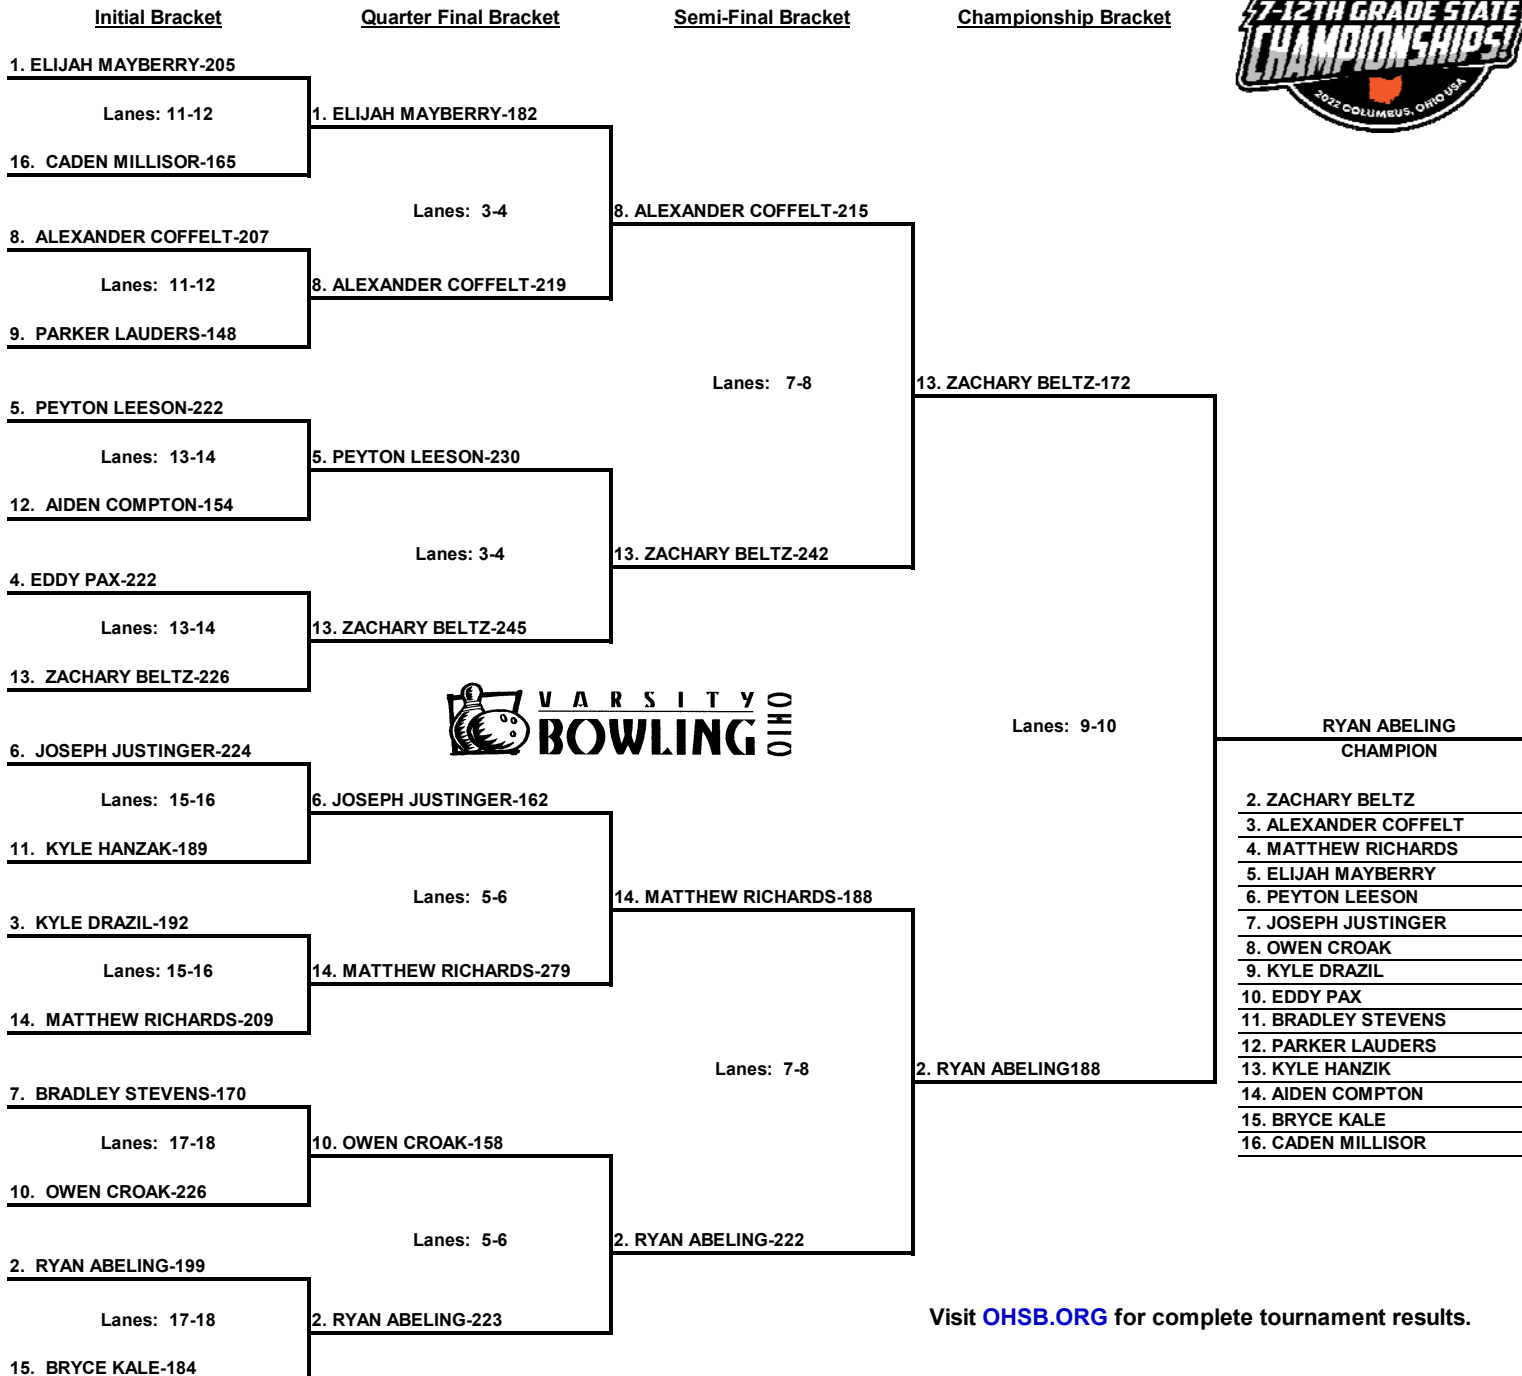 Initial Bracket
Quarter Final Bracket
Semi-Final Bracket
Championship Bracket
7-12TH GRADE STATE
CHAMPIONSHIPS!
2022 COLUMBUS, OHIO USA
1. ELIJAH MAYBERRY-205
Lanes: 11-12
16. CADEN MILLISOR-165
8. ALEXANDER COFFELT-207
Lanes: 11-12
9. PARKER LAUDERS-148
5. PEYTON LEESON-222
Lanes: 13-14
12. AIDEN COMPTON-154
4. EDDY PAX-222
Lanes: 13-14
13. ZACHARY BELTZ-226
6. JOSEPH JUSTINGER-224
Lanes: 15-16
11. KYLE HANZAK-189
3. KYLE DRAZIL-192
Lanes: 15-16
14. MATTHEW RICHARDS-209
7. BRADLEY STEVENS-170
Lanes: 17-18
10. OWEN CROAK-226
2. RYAN ABELING-199
Lanes: 17-18
15. BRYCE KALE-184
1. ELIJAH MAYBERRY-182
Lanes: 3-4
8. ALEXANDER COFFELT-219
5. PEYTON LEESON-230
Lanes: 3-4
13. ZACHARY BELTZ-245
VARSITY
BOWLING
OHIO
6. JOSEPH JUSTINGER-162
Lanes: 5-6
14. MATTHEW RICHARDS-279
10. OWEN CROAK-158
Lanes: 5-6
2. RYAN ABELING-223
8. ALEXANDER COFFELT-215
Lanes: 7-8
13. ZACHARY BELTZ-242
14. MATTHEW RICHARDS-188
Lanes: 7-8
2. RYAN ABELING-222
13. ZACHARY BELTZ-172
Lanes: 9-10
2. RYAN ABELING188
RYAN ABELING
CHAMPION
2. ZACHARY BELTZ
3. ALEXANDER COFFELT
4. MATTHEW RICHARDS
5. ELIJAH MAYBERRY
6. PEYTON LEESON
7. JOSEPH JUSTINGER
8. OWEN CROAK
9. KYLE DRAZIL
10. EDDY PAX
11. BRADLEY STEVENS
12. PARKER LAUDERS
13. KYLE HANZIK
14. AIDEN COMPTON
15. BRYCE KALE
16. CADEN MILLISOR
Visit OHSB.ORG for complete tournament results.